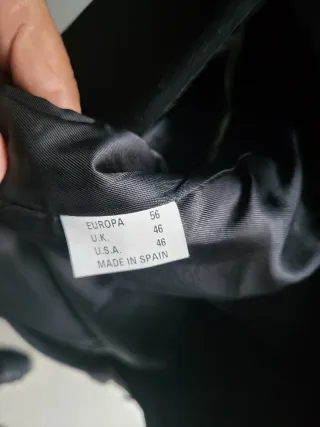 EUROPA 56
U.K. 46
U.S.A. 46
MADE IN SPAIN